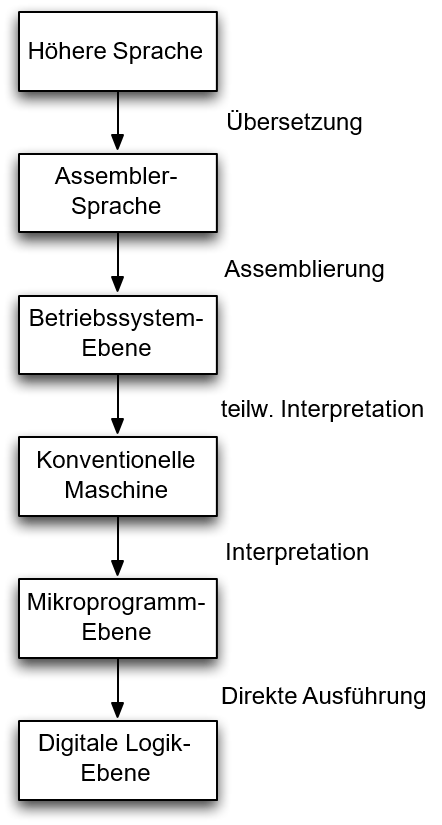 Höhere Sprache
Übersetzung
Assembler-
Sprache
Assemblierung
Betriebssystem-
Ebene
teilw. Interpretation
Konventionelle
Maschine
Interpretation
Mikroprogramm-
Ebene
Direkte Ausführung
Digitale Logik-
Ebene